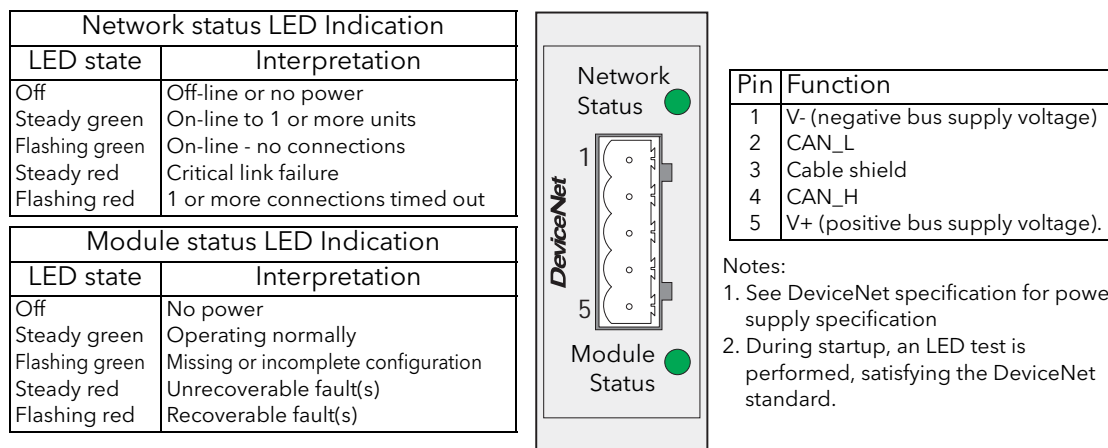 Network status LED Indication
LED state Interpretation
Off Off-line or no power
Steady green On-line to 1 or more units
Flashing green On-line - no connections
Steady red Critical link failure
Flashing red 1 or more connections timed out
Module status LED Indication
LED state Interpretation
Off No power
Steady green Operating normally
Flashing green Missing or incomplete configuration
Steady red Unrecoverable fault(s)
Flashing red Recoverable fault(s)
Network
Status
1
DeviceNet
5
Module
Status
Pin Function
1 V- (negative bus supply voltage)
2 CAN_L
3 Cable shield
4 CAN_H
5 V+ (positive bus supply voltage).
Notes:
1. See DeviceNet specification for powe
supply specification
2. During startup, an LED test is
performed, satisfying the DeviceNet
standard.